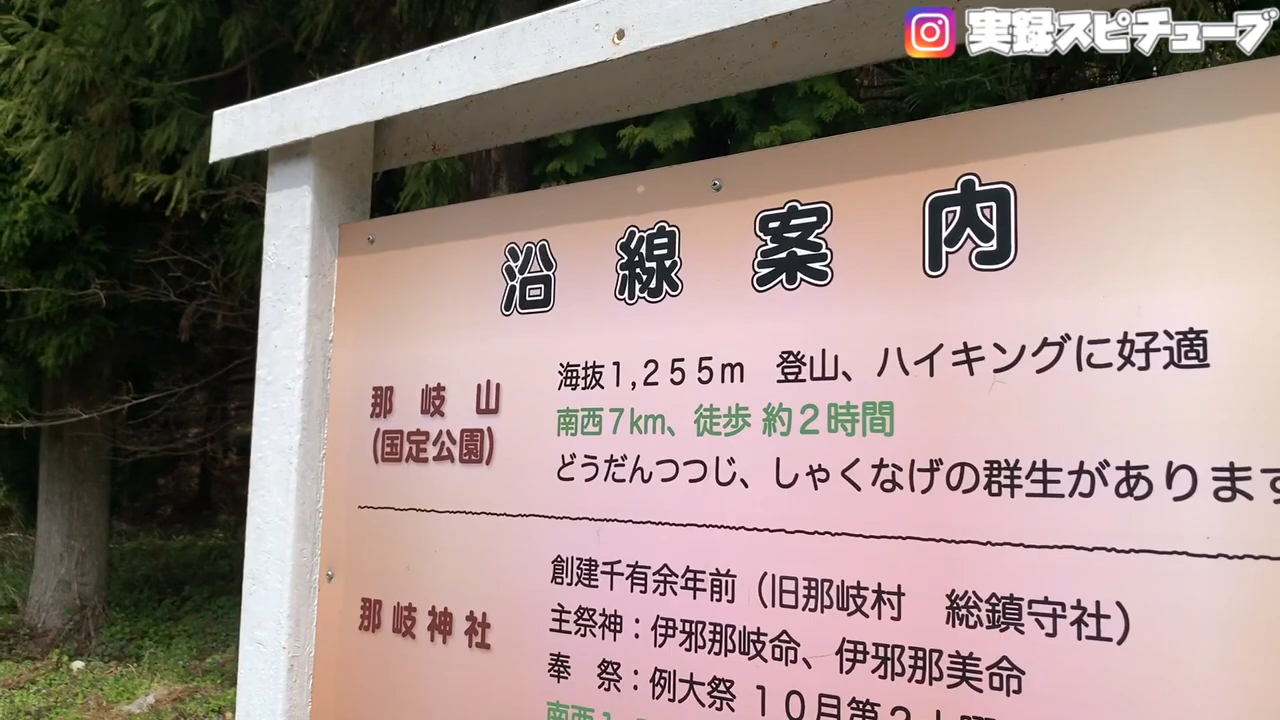 実録スピチューブ
沿線案内
那岐山
(国定公園)
海抜1,255m 登山、ハイキングに好適
南西7km、徒歩 約2時間
どうだんつつじ、しゃくなげの群生があります
那岐神社
創建千有余年前（旧那岐村 総鎮守社）
主祭神：伊邪那岐命、伊邪那美命
奉 祭：例大祭 10月第2土曜
南西1